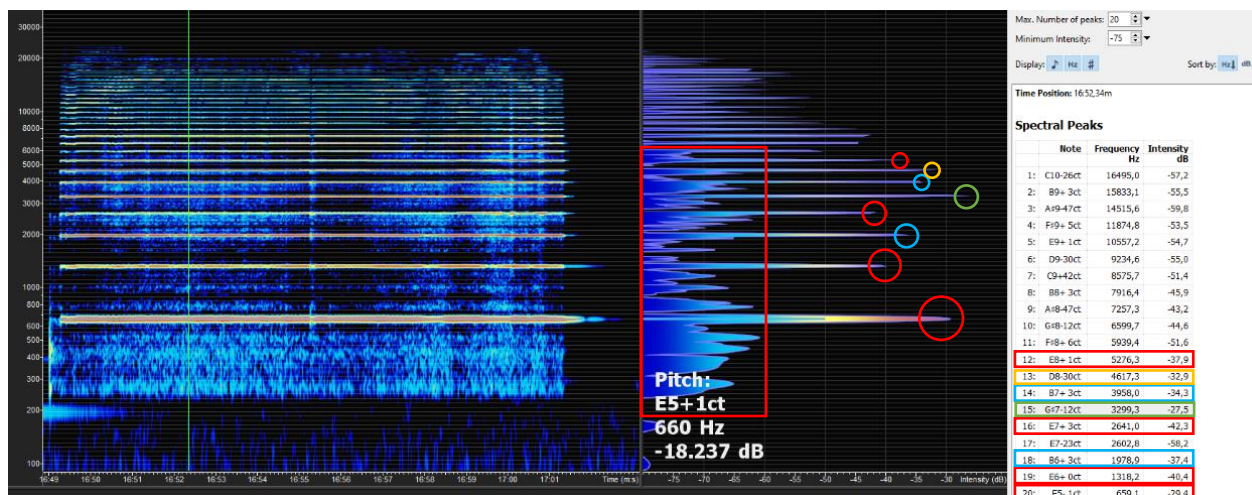 30000
20000
10000
8000
6000
5000
4000
3000
2000
1000
800
600
500
400
300
200
100
16:49 16:50 16:51 16:52 16:53 16:54 16:55 16:56 16:57 16:58 16:59 17:00 17:01 Time (m:s)
-75 -70 -65 -60 -55 -50 -45 -40 -35 -30 Intensity (dB)
Pitch:
E5+1ct
660 Hz
-18.237 dB
Max. Number of peaks: 20
Minimum Intensity: -75
Display: ♪ Hz # Sort by: Hz↓ dB
Time Position: 16:52,34m
Spectral Peaks
Note Frequency Hz Intensity dB
1: C10-26ct 16495,0 -57,2
2: B9+ 3ct 15833,1 -55,5
3: A♯9-47ct 14515,6 -59,8
4: F♯9+ 5ct 11874,8 -53,5
5: E9+ 1ct 10557,2 -54,7
6: D9-30ct 9234,6 -55,0
7: C9+42ct 8575,7 -51,4
8: B8+ 3ct 7916,4 -45,9
9: A♯8-47ct 7257,3 -43,2
10: G♯8-12ct 6599,7 -44,6
11: F♯8+ 6ct 5939,4 -51,6
12: E8+ 1ct 5276,3 -37,9
13: D8-30ct 4617,3 -32,9
14: B7+ 3ct 3958,0 -34,3
15: G♯7-12ct 3299,3 -27,5
16: E7+ 3ct 2641,0 -42,3
17: E7-23ct 2602,8 -58,2
18: B6+ 3ct 1978,9 -37,4
19: E6+ 0ct 1318,2 -40,4
20: E5- 1ct 659,1 -29,4